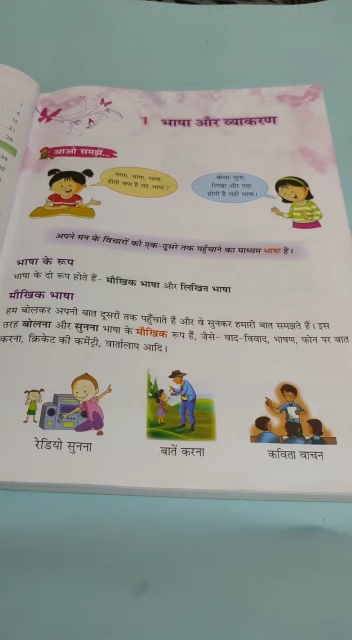 1 भाषा और व्याकरण
आओ समझें...
भाषा, भाषा, भाषा,
होती क्या है यह भाषा?
बोला-सुना,
लिखा और पढ़ा
होती है वही भाषा।
अपने मन के विचारों को एक-दूसरे तक पहुँचाने का माध्यम भाषा है।
भाषा के रूप
भाषा के दो रूप होते हैं– मौखिक भाषा और लिखित भाषा
मौखिक भाषा
हम बोलकर अपनी बात दूसरों तक पहुँचाते हैं और वे सुनकर हमारी बात समझते हैं। इस
तरह बोलना और सुनना भाषा के मौखिक रूप हैं, जैसे– वाद-विवाद, भाषण, फोन पर बात
करना, क्रिकेट की कमेंट्री, वार्तालाप आदि।
रेडियो सुनना
बातें करना
कविता वाचन